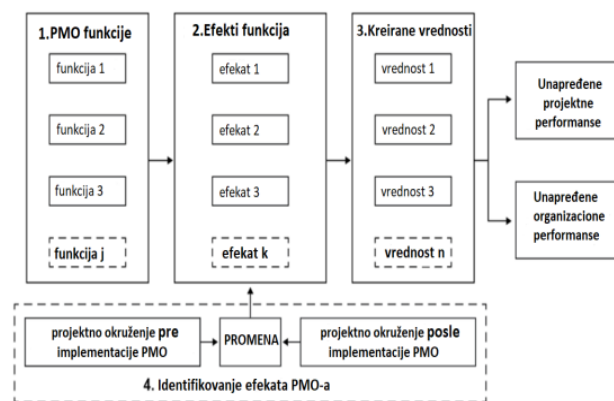 1.PMO funkcije
funkcija 1
funkcija 2
funkcija 3
funkcija j
2.Efekti funkcija
efekat 1
efekat 2
efekat 3
efekat k
3.Kreirane vrednosti
vrednost 1
vrednost 2
vrednost 3
vrednost n
Unapređene
projektne
performanse
Unapređene
organizacione
performanse
projektno okruženje pre
implementacije PMO
PROMENA
projektno okruženje posle
implementacije PMO
4. Identifikovanje efekata PMO-a